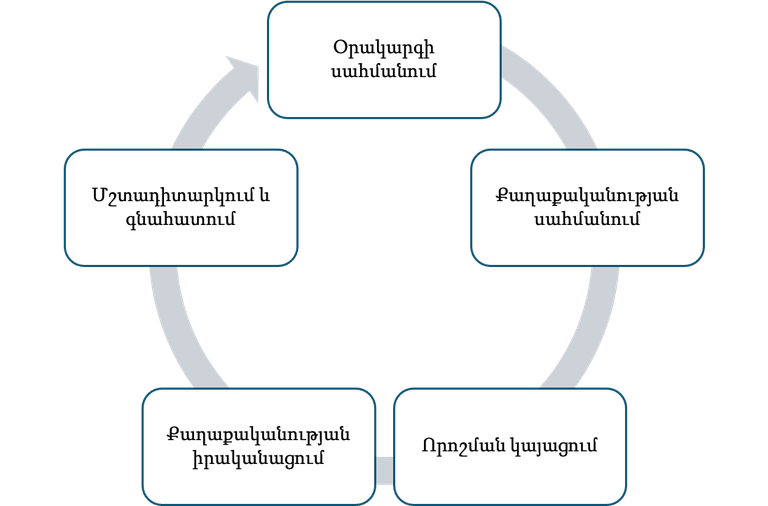 Օրակարգի
սահմանում
Քաղաքականության
սահմանում
Որոշման կայացում
Քաղաքականության
իրականացում
Մշտադիտարկում և
գնահատում